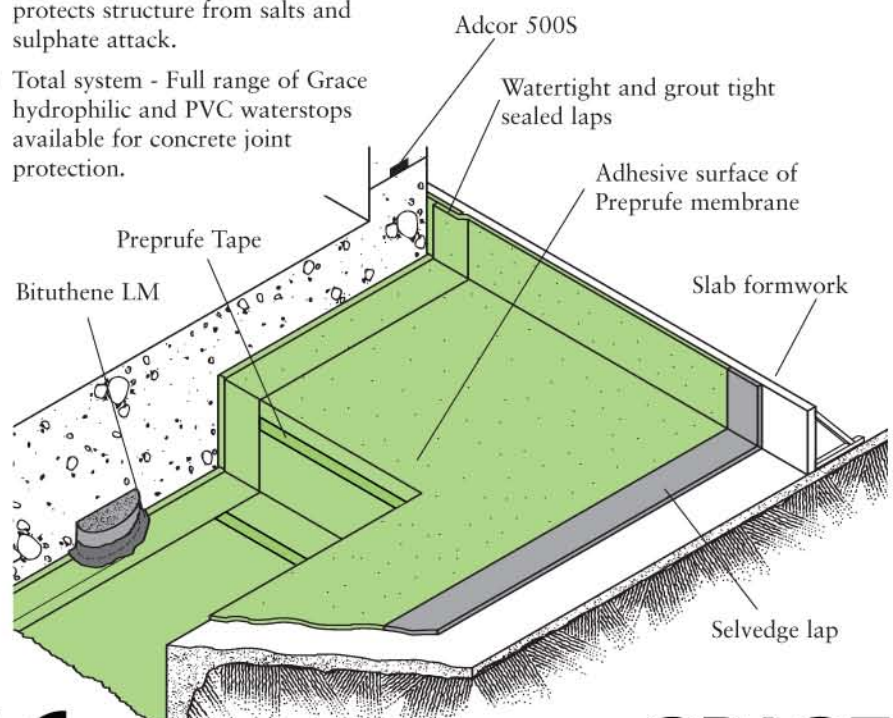 protects structure from salts and
sulphate attack.
Total system - Full range of Grace
hydrophilic and PVC waterstops
available for concrete joint
protection.
Adcor 500S
Watertight and grout tight
sealed laps
Adhesive surface of
Preprufe membrane
Preprufe Tape
Bituthene LM
Slab formwork
Selvedge lap